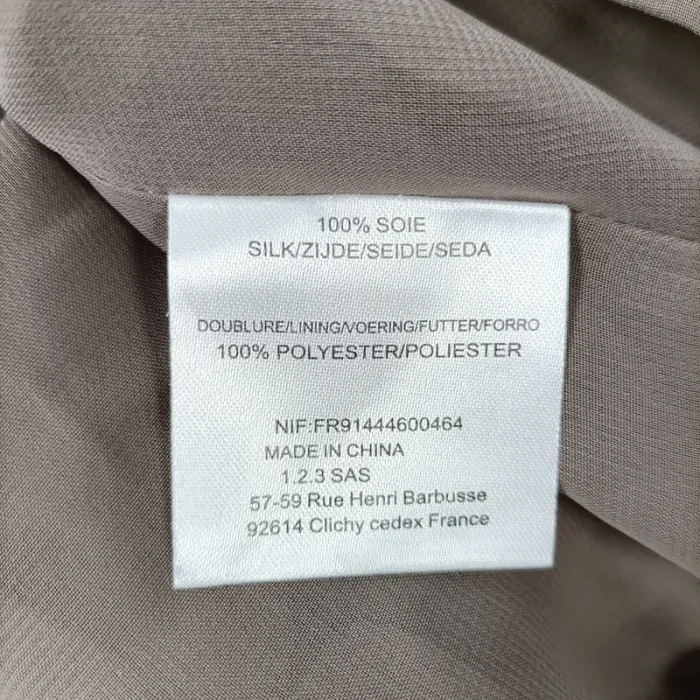 100% SOIE
SILK/ZIJDE/SEIDE/SEDA
DOUBLURE/LINING/VOERING/FUTTER/FORRO
100% POLYESTER/POLIESTER
NIF:FR91444600464
MADE IN CHINA
1.2.3 SAS
57-59 Rue Henri Barbusse
92614 Clichy cedex France